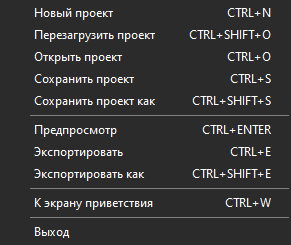 Новый проект CTRL+N
Перезагрузить проект CTRL+SHIFT+O
Открыть проект CTRL+O
Сохранить проект CTRL+S
Сохранить проект как CTRL+SHIFT+S
Предпросмотр CTRL+ENTER
Экспортировать CTRL+E
Экспортировать как CTRL+SHIFT+E
К экрану приветствия CTRL+W
Выход